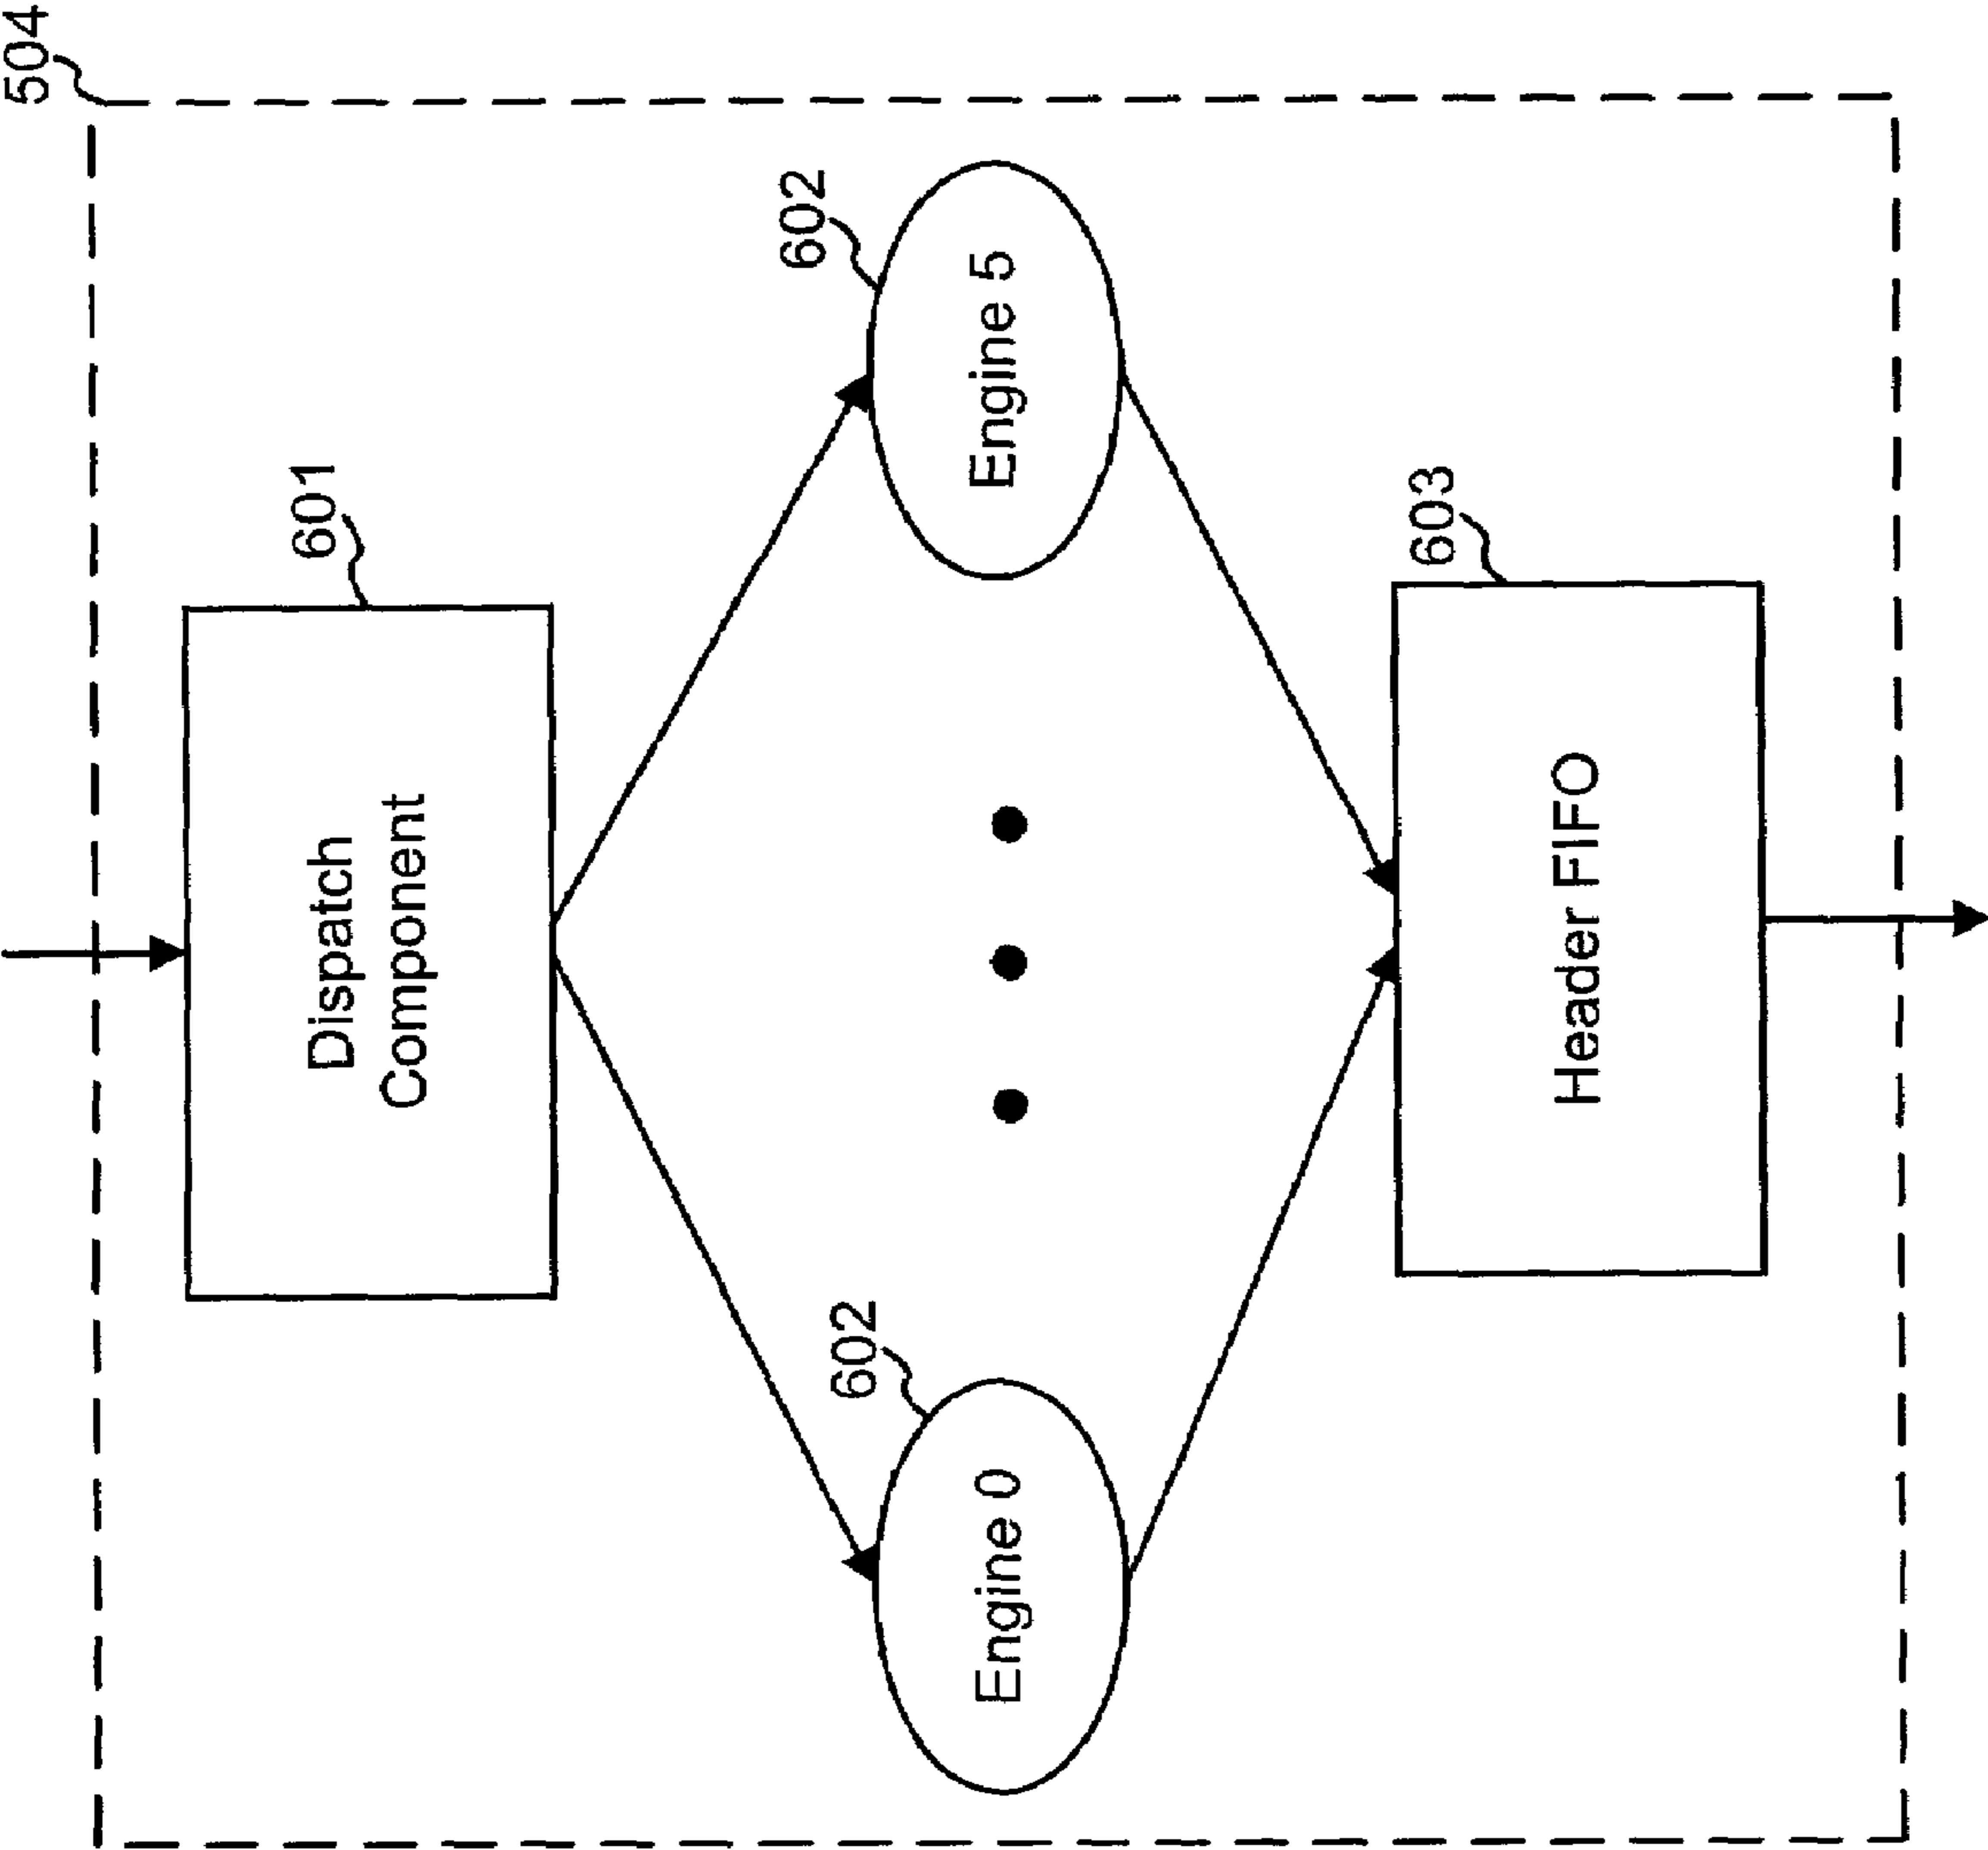 504
601
Dispatch
Component
602
Engine 0
602
Engine 5
603
Header FIFO